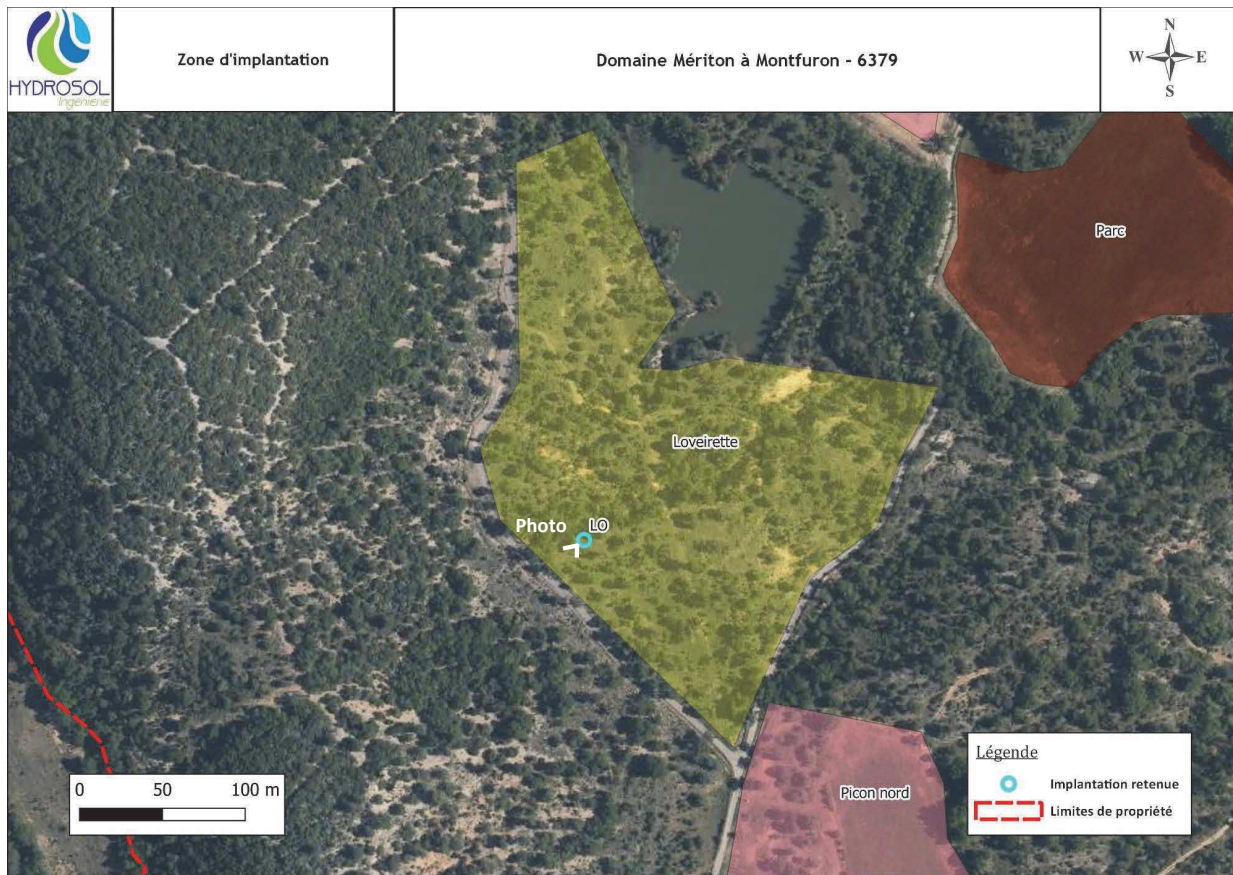 HYDROSOL
Ingénierie
Zone d'implantation
Domaine Mériton à Montfuron - 6379
N
W E
S
Parc
Loveirette
Photo LO
Picon nord
0 50 100 m
Légende
Implantation retenue
Limites de propriété